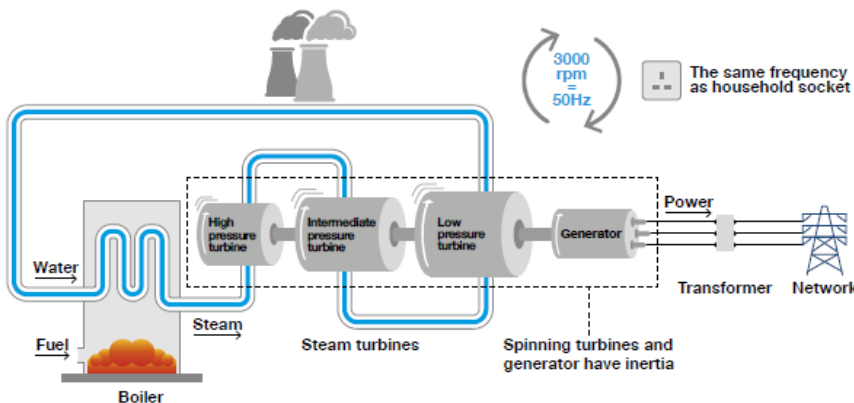 3000
rpm
=
50Hz
The same frequency
as household socket
High
pressure
turbine
Intermediate
pressure
turbine
Low
pressure
turbine
Generator
Power
Water
Steam
Fuel
Boiler
Steam turbines
Spinning turbines and
generator have inertia
Transformer
Network